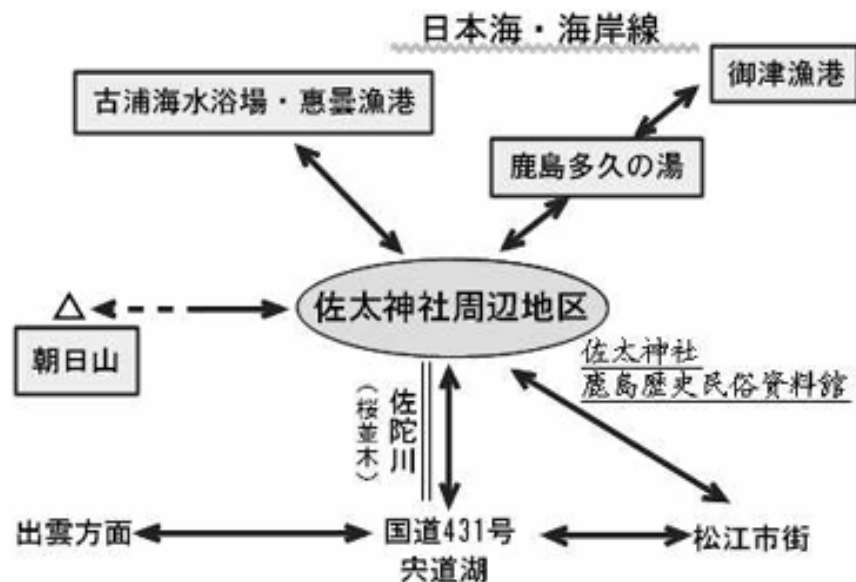 日本海・海岸線
御津漁港
古浦海水浴場・恵曇漁港
鹿島多久の湯
佐太神社周辺地区
朝日山
佐太神社
鹿島歴史民俗資料館
佐陀川
(桜並木)
出雲方面
国道431号
宍道湖
松江市街